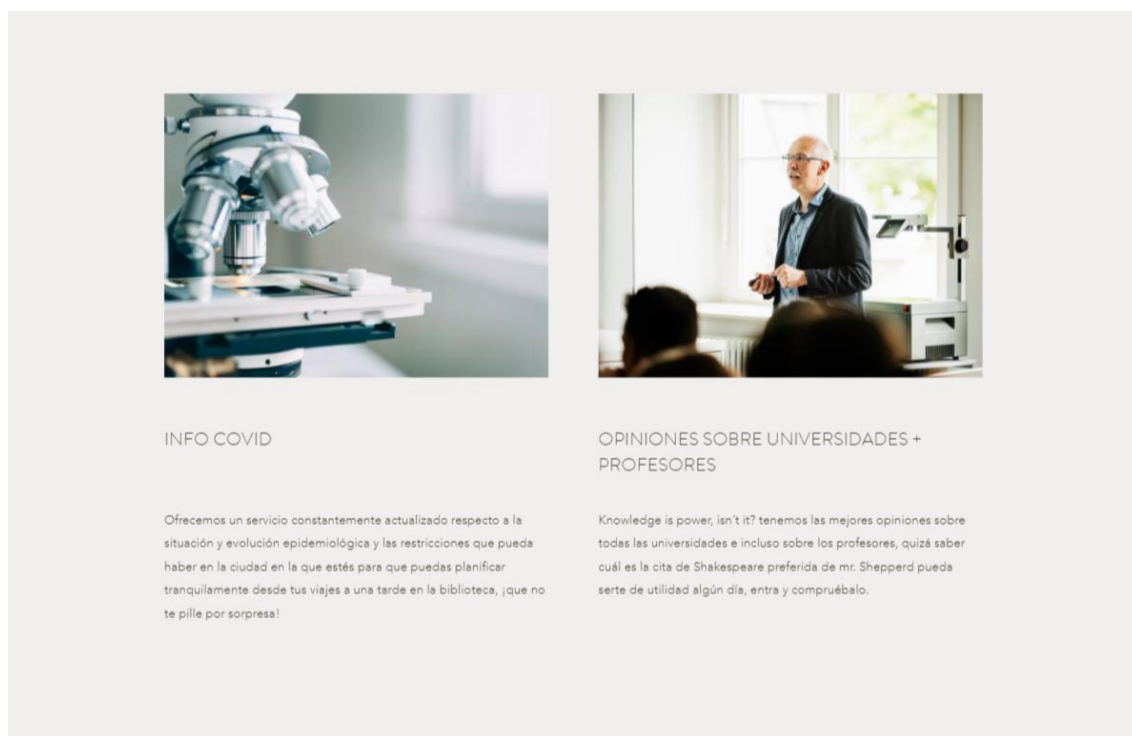 INFO COVID
Ofrecemos un servicio constantemente actualizado respecto a la
situación y evolución epidemiológica y las restricciones que pueda
haber en la ciudad en la que estés para que puedas planificar
tranquilamente desde tus viajes a una tarde en la biblioteca, ¡que no
te pille por sorpresa!
OPINIONES SOBRE UNIVERSIDADES +
PROFESORES
Knowledge is power, isn´t it? tenemos las mejores opiniones sobre
todas las universidades e incluso sobre los profesores, quizá saber
cuál es la cita de Shakespeare preferida de mr. Shepperd pueda
serte de utilidad algún día, entra y compruébalo.